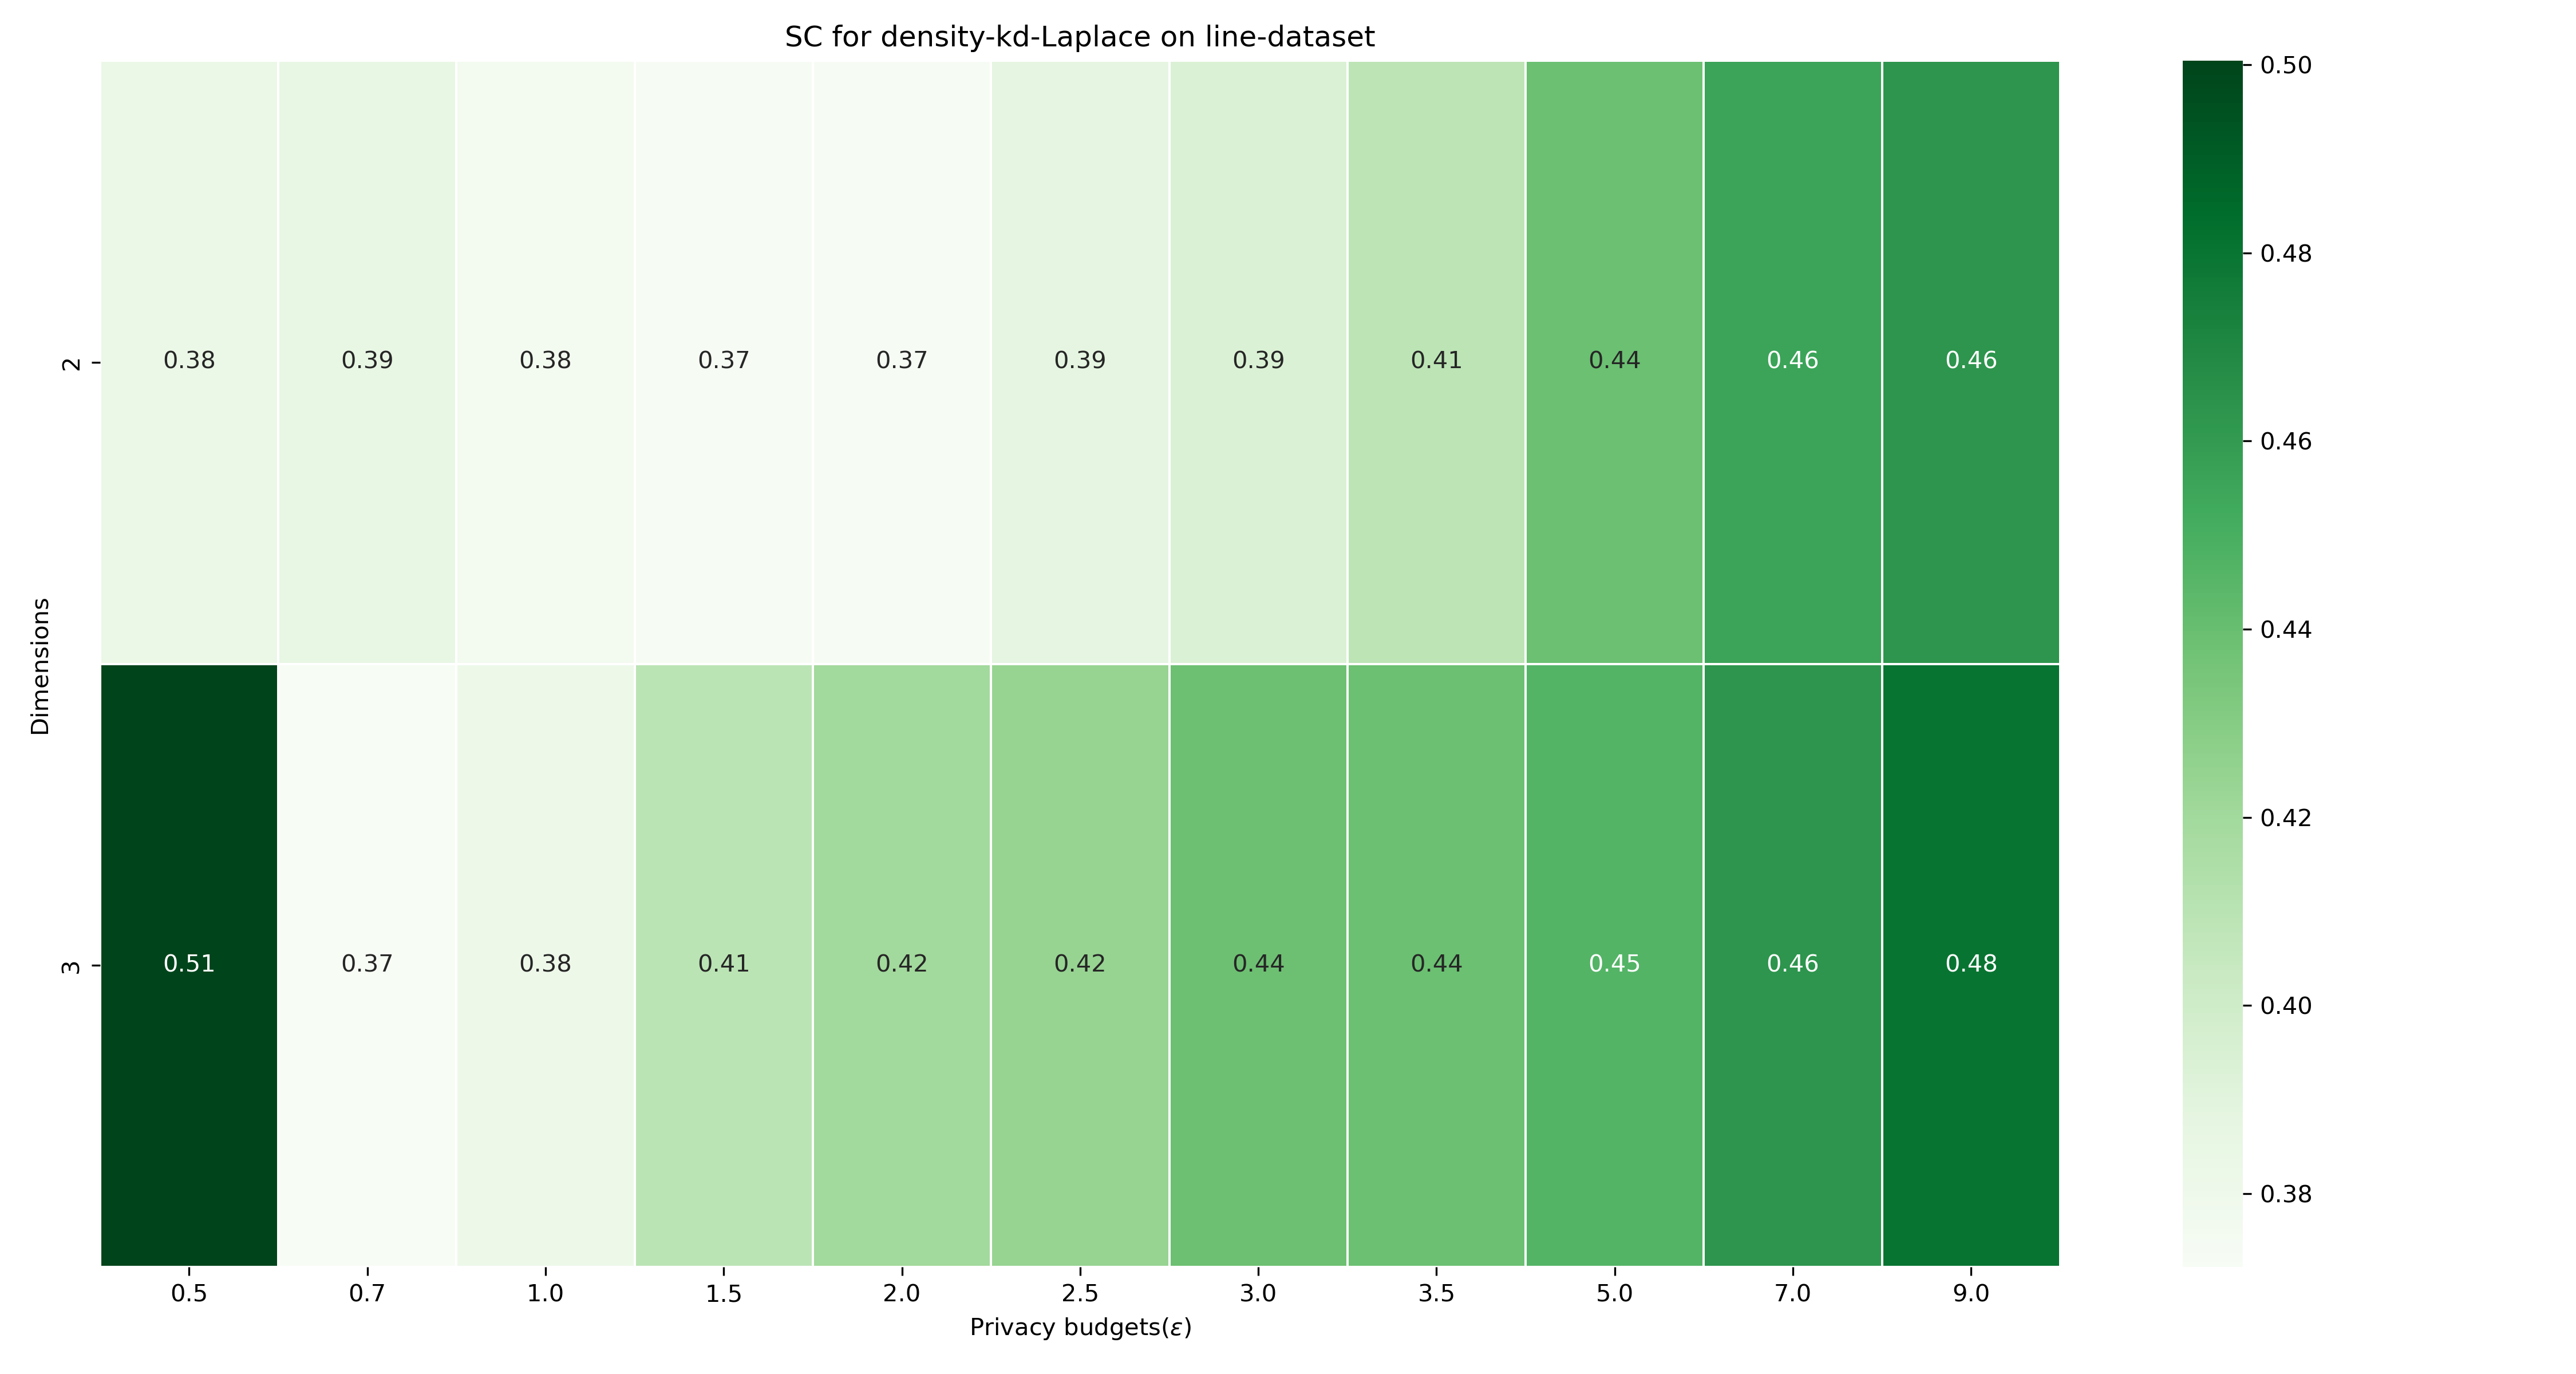 SC for density-kd-Laplace on line-dataset
0.50
0.48
0.46
0.44
0.42
0.40
0.38
Dimensions
2
0.38 0.39 0.38 0.37 0.37 0.39 0.39 0.41 0.44 0.46 0.46
3
0.51 0.37 0.38 0.41 0.42 0.42 0.44 0.44 0.45 0.46 0.48
0.5 0.7 1.0 1.5 2.0 2.5 3.0 3.5 5.0 7.0 9.0
Privacy budgets(ε)